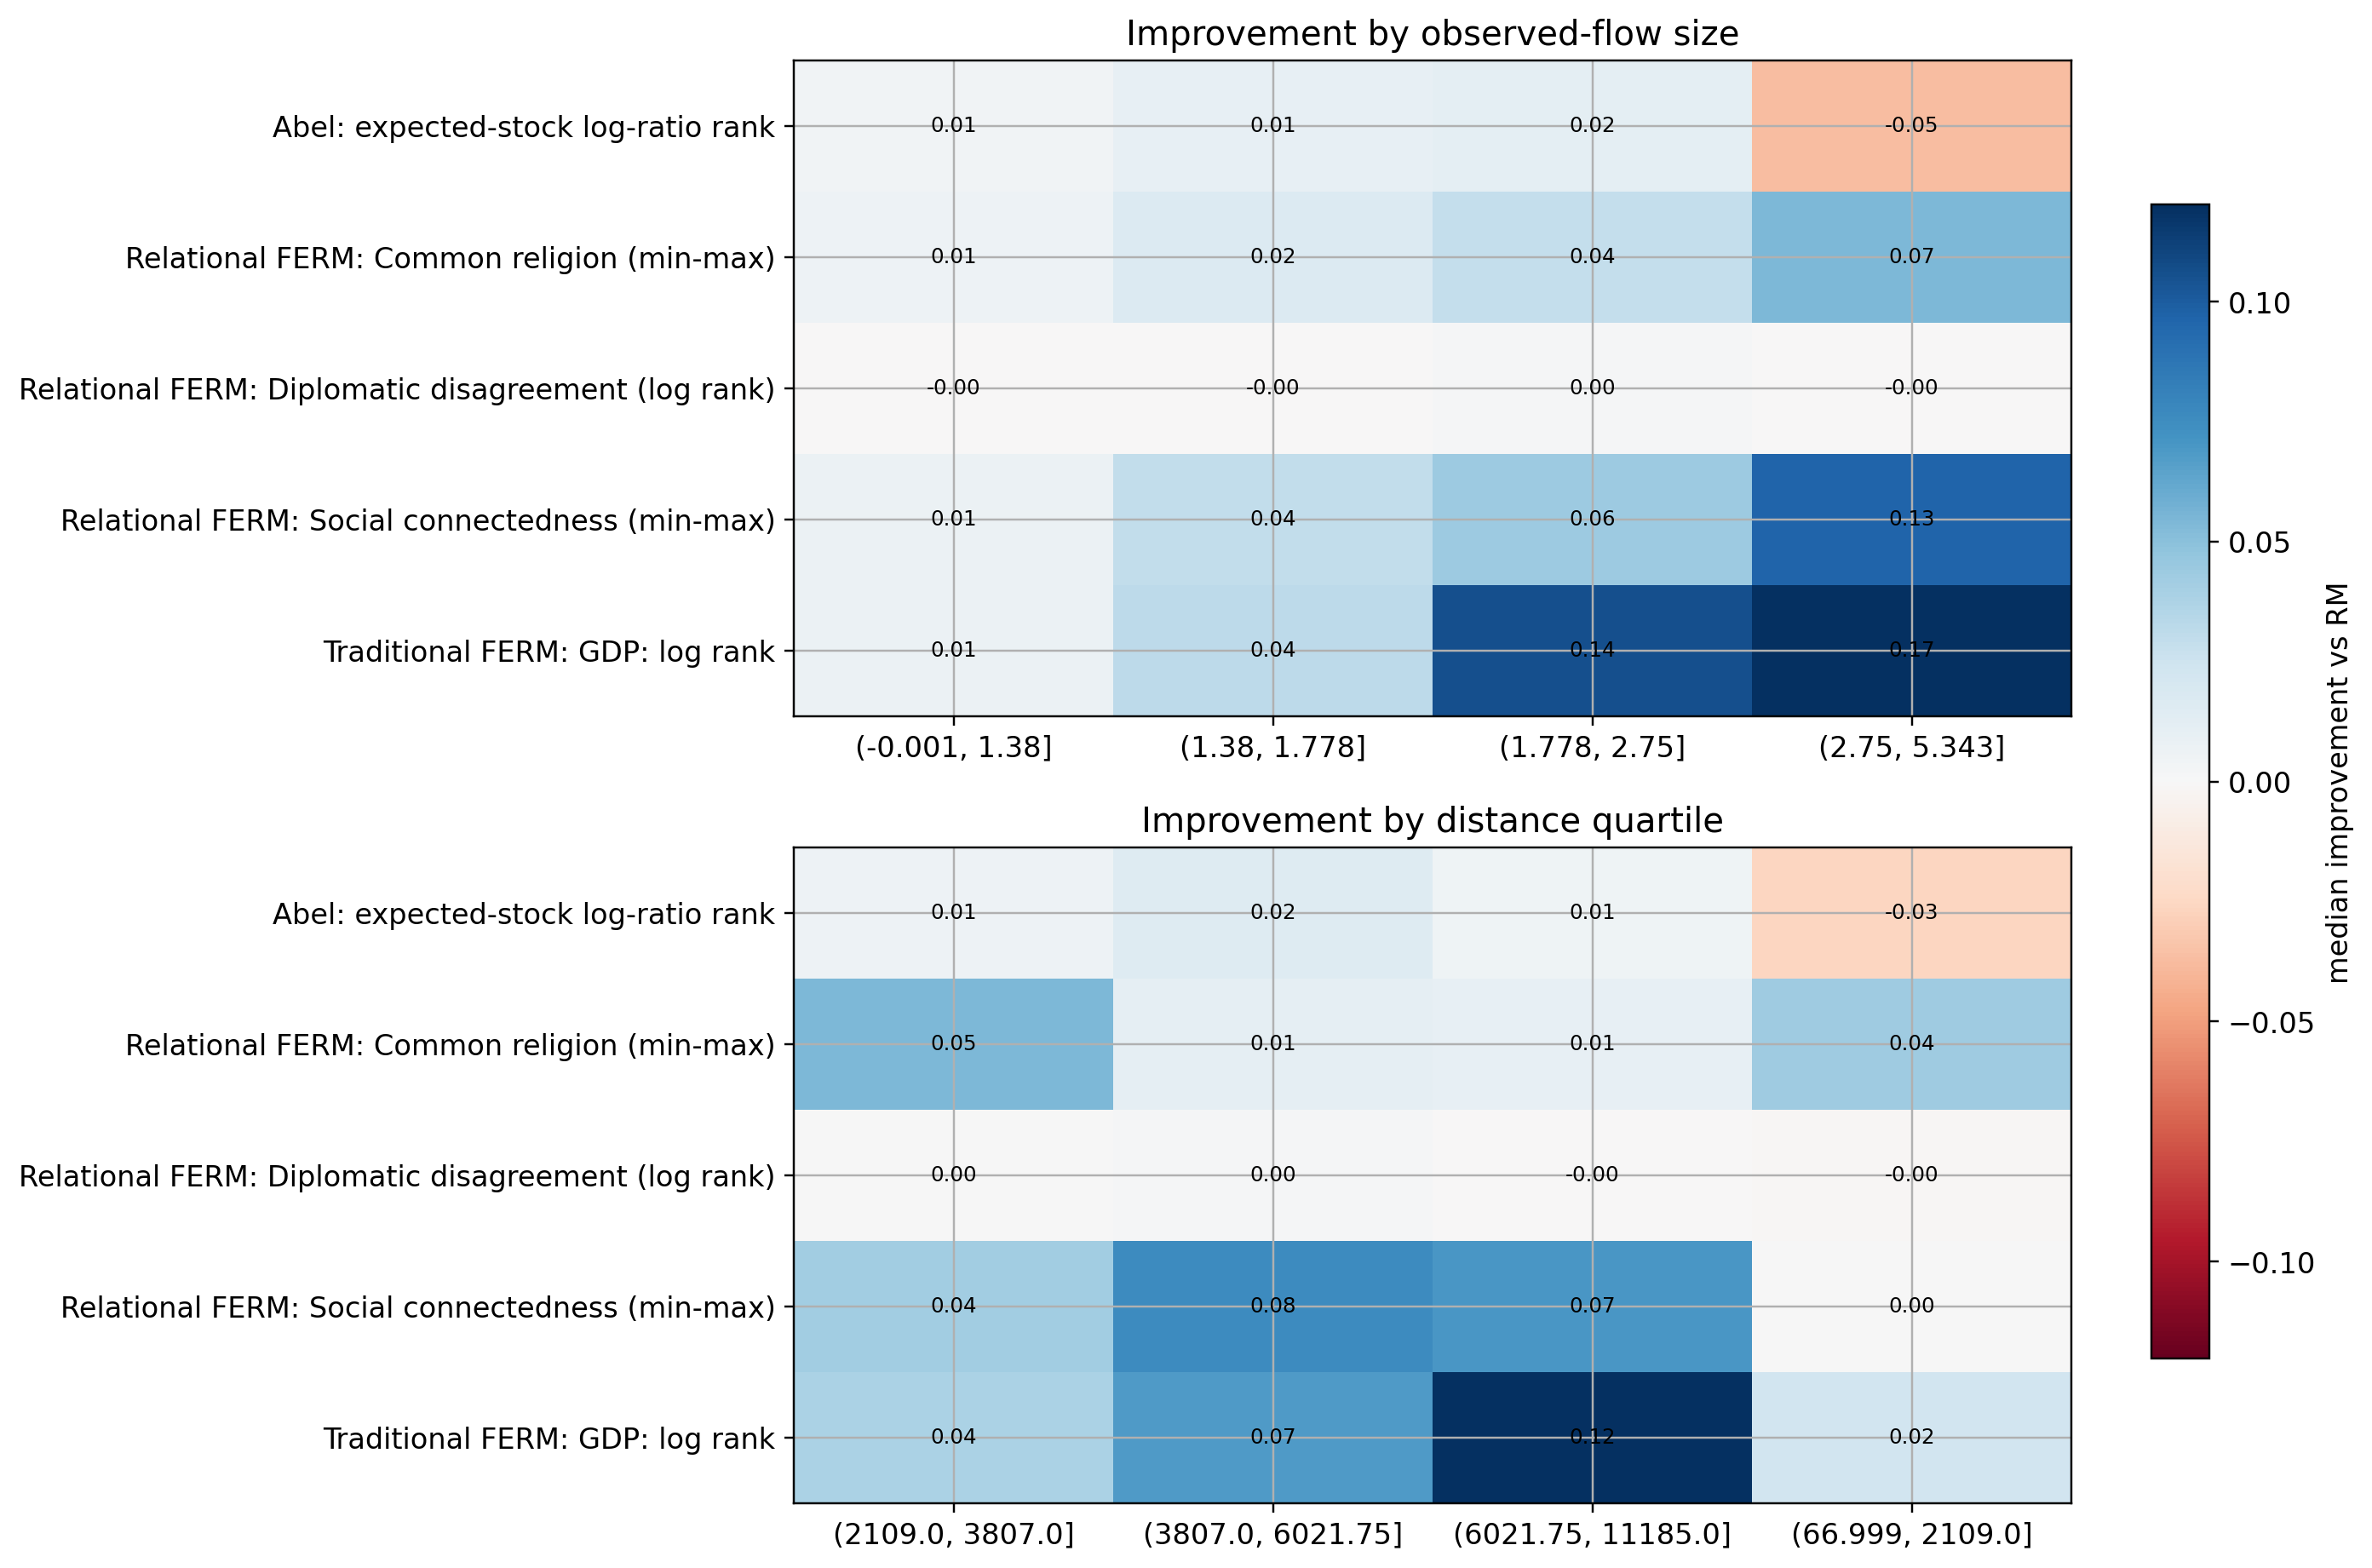 Improvement by observed-flow size
Abel: expected-stock log-ratio rank
0.01 0.01 0.02 -0.05
Relational FERM: Common religion (min-max)
0.01 0.02 0.04 0.07
Relational FERM: Diplomatic disagreement (log rank)
-0.00 -0.00 0.00 -0.00
Relational FERM: Social connectedness (min-max)
0.01 0.04 0.06 0.13
Traditional FERM: GDP: log rank
0.01 0.04 0.14 0.17
(-0.001, 1.38] (1.38, 1.778] (1.778, 2.75] (2.75, 5.343]
Improvement by distance quartile
Abel: expected-stock log-ratio rank
0.01 0.02 0.01 -0.03
Relational FERM: Common religion (min-max)
0.05 0.01 0.01 0.04
Relational FERM: Diplomatic disagreement (log rank)
0.00 0.00 -0.00 -0.00
Relational FERM: Social connectedness (min-max)
0.04 0.08 0.07 0.00
Traditional FERM: GDP: log rank
0.04 0.07 0.12 0.02
(2109.0, 3807.0] (3807.0, 6021.75] (6021.75, 11185.0] (66.999, 2109.0]
0.10
0.05
0.00
−0.05
−0.10
median improvement vs RM